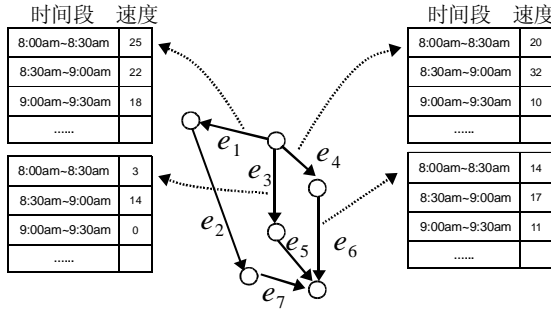 时间段 速度
8:00am~8:30am 25
8:30am~9:00am 22
9:00am~9:30am 18
......
8:00am~8:30am 3
8:30am~9:00am 14
9:00am~9:30am 0
......
时间段 速度
8:00am~8:30am 20
8:30am~9:00am 32
9:00am~9:30am 10
......
8:00am~8:30am 14
8:30am~9:00am 17
9:00am~9:30am 11
......
e1
e4
e3
e2
e5
e6
e7